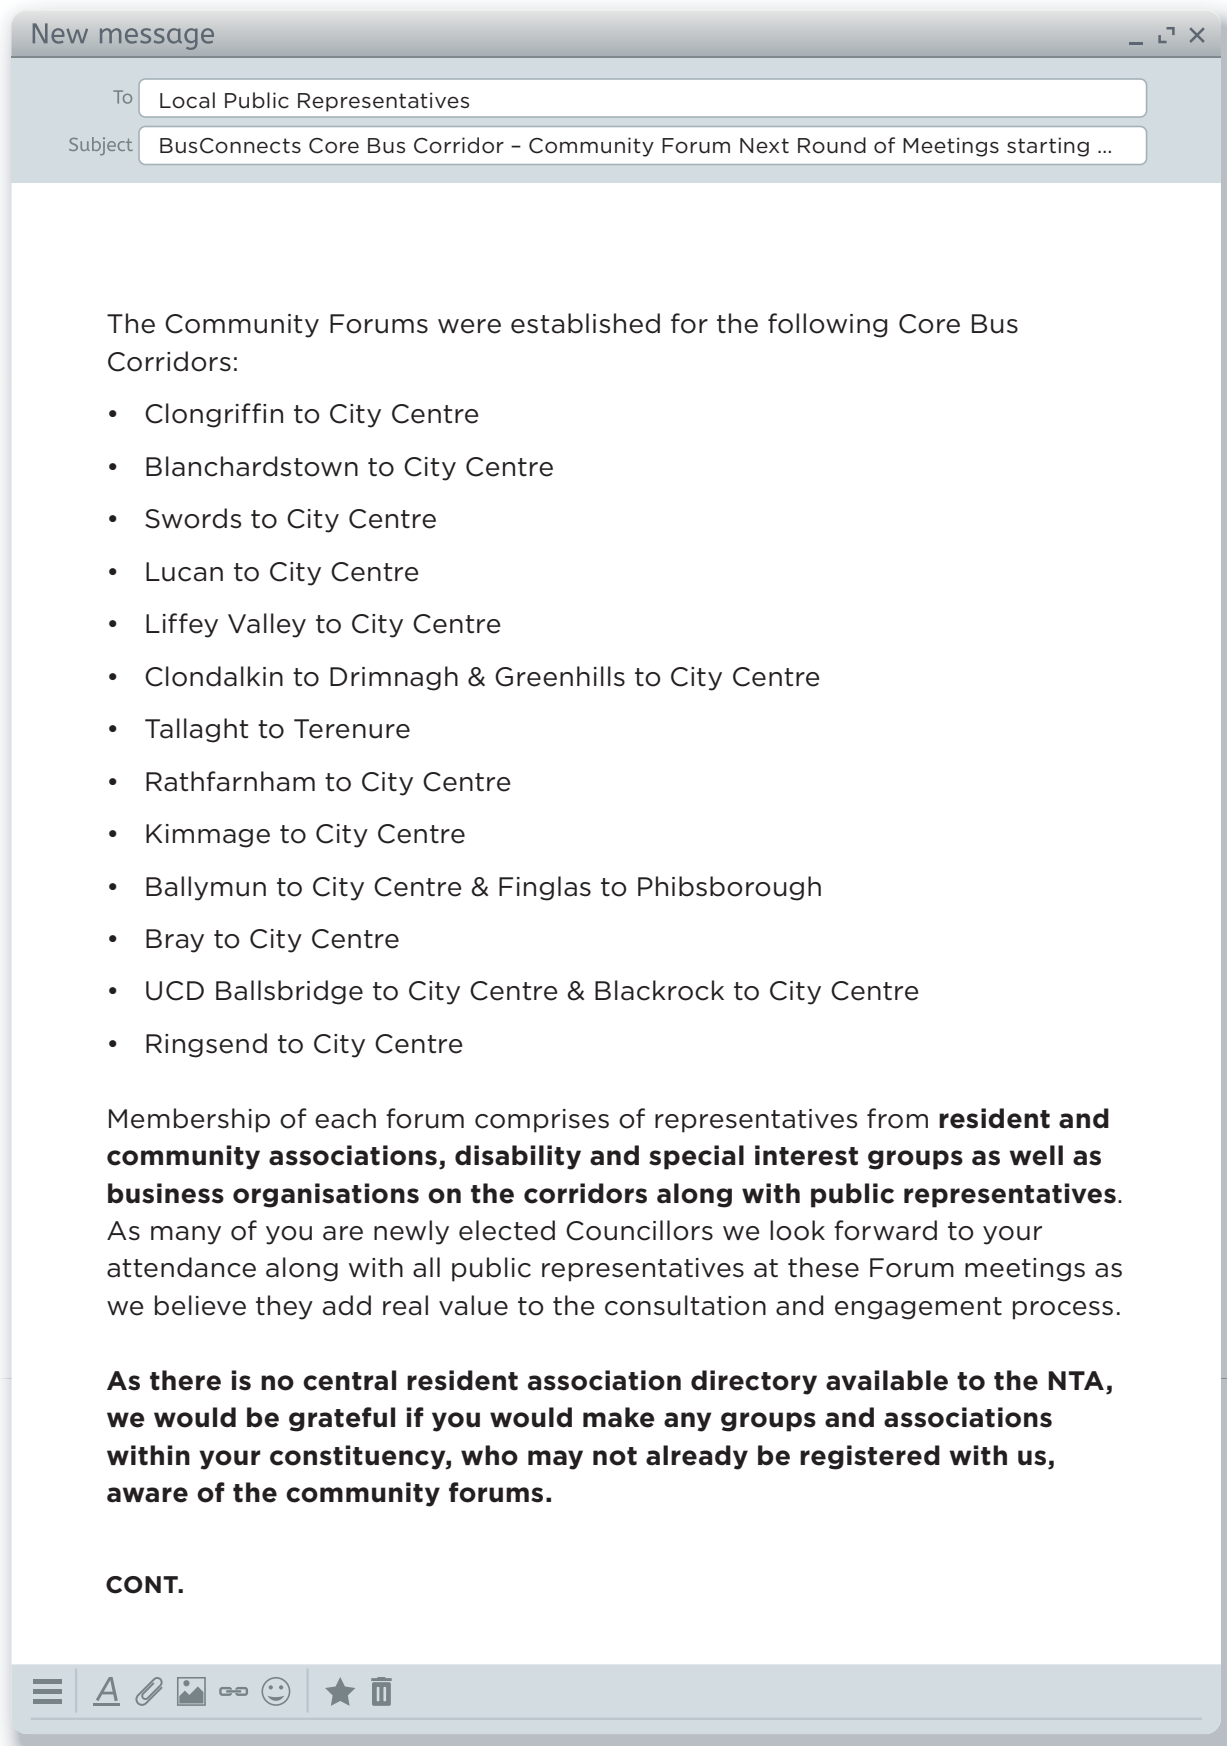 New message
To
Local Public Representatives
Subject
BusConnects Core Bus Corridor – Community Forum Next Round of Meetings starting ...
The Community Forums were established for the following Core Bus
Corridors:
• Clongriffin to City Centre
• Blanchardstown to City Centre
• Swords to City Centre
• Lucan to City Centre
• Liffey Valley to City Centre
• Clondalkin to Drimnagh & Greenhills to City Centre
• Tallaght to Terenure
• Rathfarnham to City Centre
• Kimmage to City Centre
• Ballymun to City Centre & Finglas to Phibsborough
• Bray to City Centre
• UCD Ballsbridge to City Centre & Blackrock to City Centre
• Ringsend to City Centre
Membership of each forum comprises of representatives from resident and
community associations, disability and special interest groups as well as
business organisations on the corridors along with public representatives.
As many of you are newly elected Councillors we look forward to your
attendance along with all public representatives at these Forum meetings as
we believe they add real value to the consultation and engagement process.
As there is no central resident association directory available to the NTA,
we would be grateful if you would make any groups and associations
within your constituency, who may not already be registered with us,
aware of the community forums.
CONT.